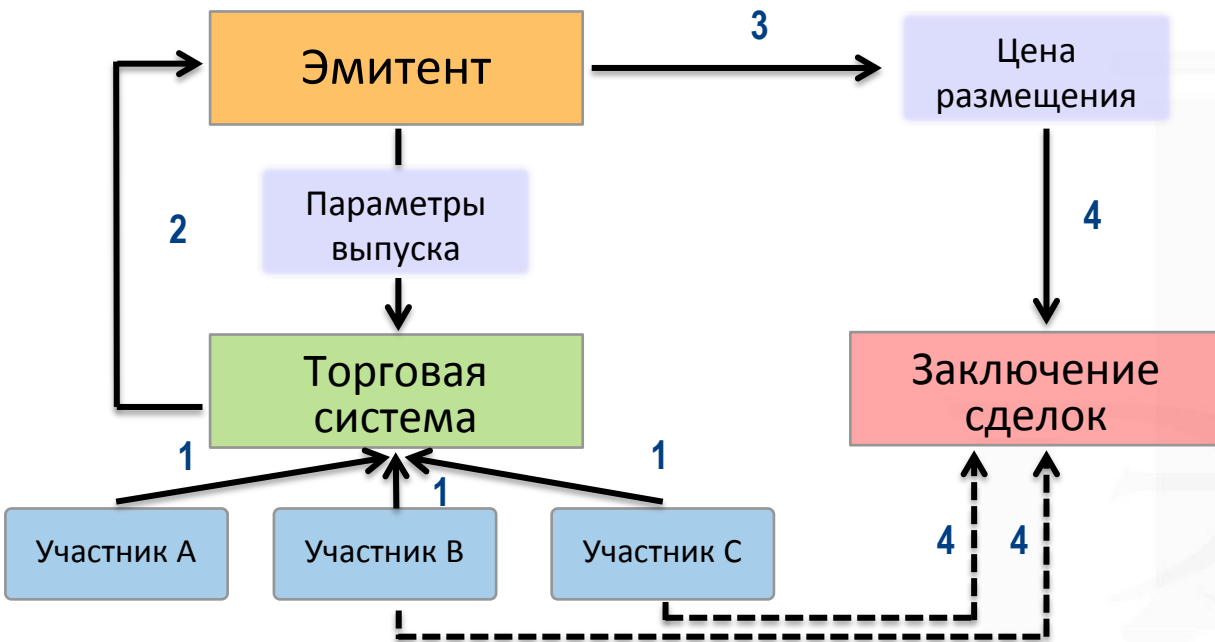 3
Эмитент
Цена
размещения
Параметры
выпуска
2
4
Торговая
система
Заключение
сделок
1
1
1
Участник А
Участник В
Участник С
4
4